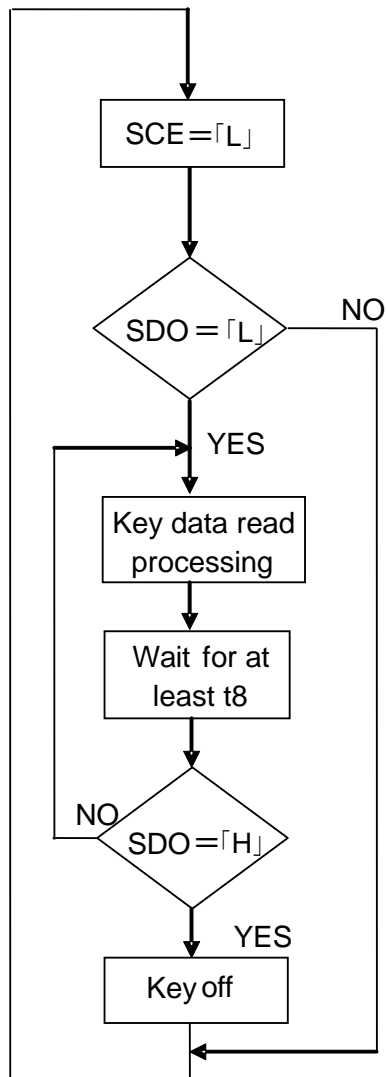 SCE=「L」
SDO=「L」
NO
YES
Key data read
processing
Wait for at
least t8
NO
SDO=「H」
YES
Key off